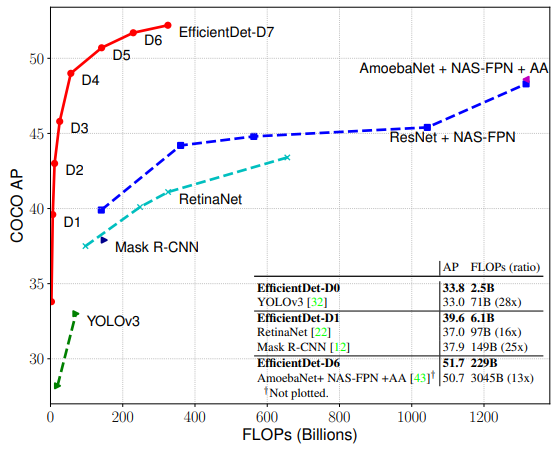 EfficientDet-D7
D6
D5
AmoebaNet + NAS-FPN + AA
D4
D3
ResNet + NAS-FPN
D2
RetinaNet
D1
Mask R-CNN
YOLOv3
COCO AP
50
45
40
35
30
AP FLOPs (ratio)
EfficientDet-D0 33.8 2.5B
YOLOv3 [32] 33.0 71B (28x)
EfficientDet-D1 39.6 6.1B
RetinaNet [22] 37.0 97B (16x)
Mask R-CNN [12] 37.9 149B (25x)
EfficientDet-D6 51.7 229B
AmoebaNet+ NAS-FPN +AA [43]† 50.7 3045B (13x)
†Not plotted.
0 200 400 600 800 1000 1200
FLOPs (Billions)